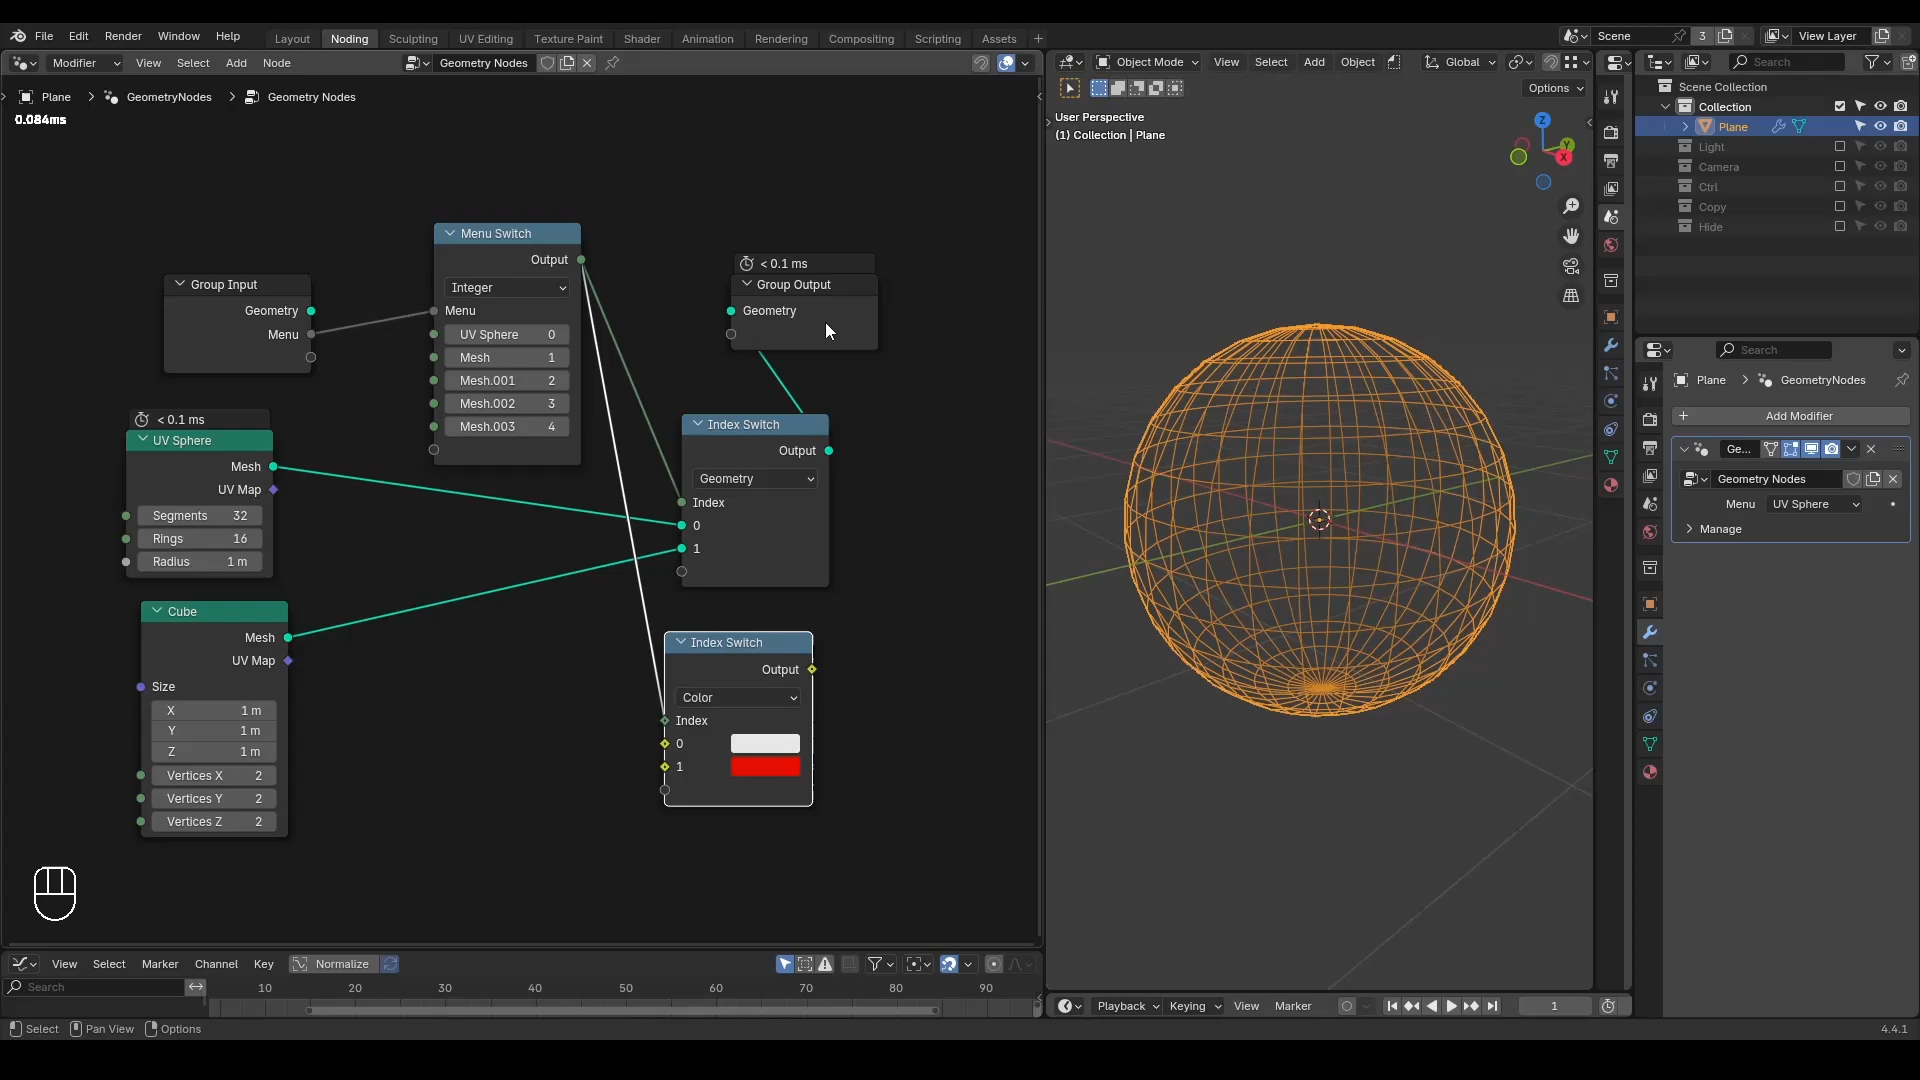 File Edit Render Window Help
Layout Noding Sculpting UV Editing Texture Paint Shader Animation Rendering Compositing Scripting Assets +
Scene 3 View Layer
Modifier View Select Add Node Geometry Nodes
Object Mode View Select Add Object Global
Search
Plane > GeometryNodes > Geometry Nodes
0.084ms
Options
User Perspective
(1) Collection | Plane
Z
Y
X
Scene Collection
Collection
Plane
Light
Camera
Ctrl
Copy
Hide
Group Input
Geometry
Menu
Menu Switch
Output
Integer
Menu
UV Sphere 0
Mesh 1
Mesh.001 2
Mesh.002 3
Mesh.003 4
< 0.1 ms
Group Output
Geometry
< 0.1 ms
UV Sphere
Mesh
UV Map
Segments 32
Rings 16
Radius 1 m
Index Switch
Output
Geometry
Index
0
1
Cube
Mesh
UV Map
Size
X 1 m
Y 1 m
Z 1 m
Vertices X 2
Vertices Y 2
Vertices Z 2
Index Switch
Output
Color
Index
0
1
Search
Plane > GeometryNodes
+ Add Modifier
Ge...
Geometry Nodes
Menu UV Sphere
Manage
View Select Marker Channel Key Normalize
Search
10 20 30 40 50 60 70 80 90
Playback Keying View Marker 1
Select Pan View Options
4.4.1